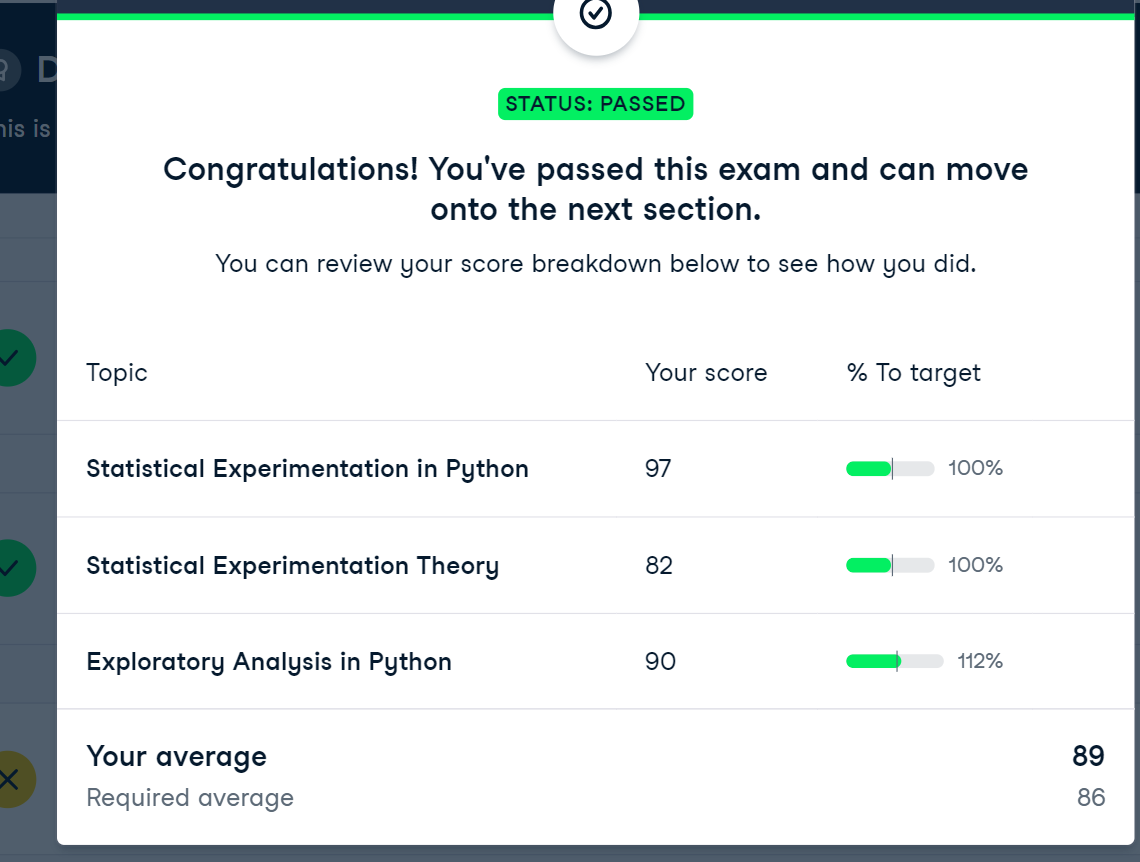 D
his is
STATUS: PASSED
Congratulations! You've passed this exam and can move
onto the next section.
You can review your score breakdown below to see how you did.
Topic Your score % To target
Statistical Experimentation in Python 97 100%
Statistical Experimentation Theory 82 100%
Exploratory Analysis in Python 90 112%
Your average 89
Required average 86